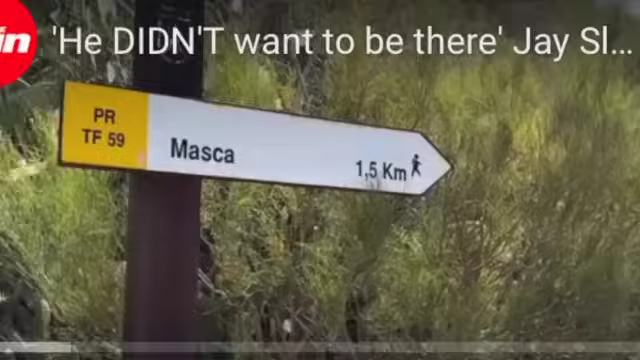 in 'He DIDN'T want to be there' Jay Sl...
PR
TF 59
Masca
1,5 Km